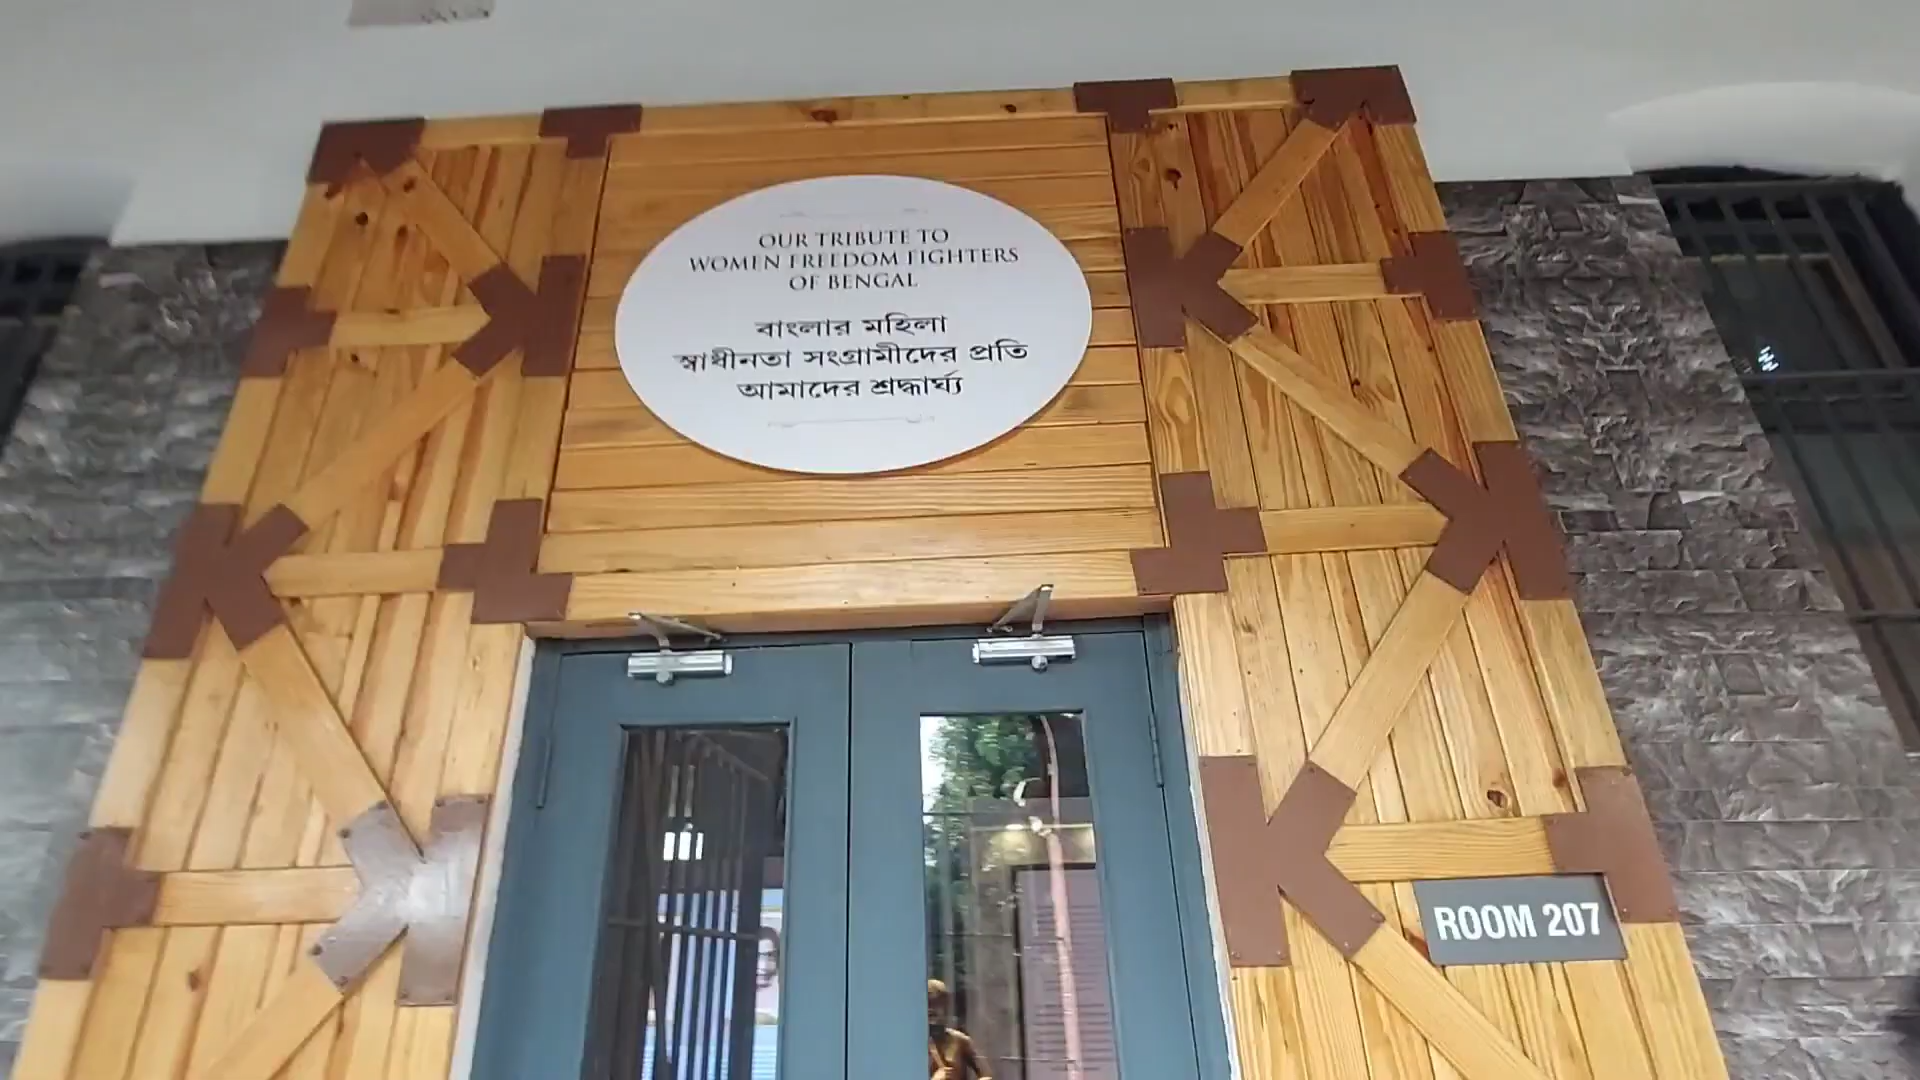 OUR TRIBUTE TO
WOMEN FREEDOM FIGHTERS
OF BENGAL
বাংলার মহিলা
স্বাধীনতা সংগ্রামীদের প্রতি
আমাদের শ্রদ্ধার্ঘ্য
ROOM 207